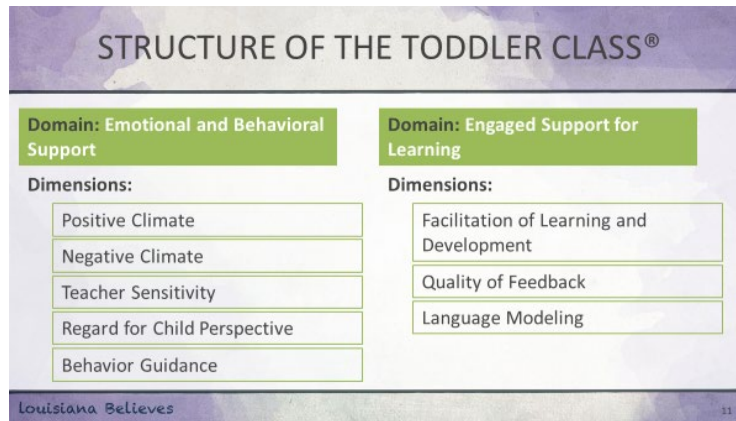 STRUCTURE OF THE TODDLER CLASS®
Domain: Emotional and Behavioral
Support
Dimensions:
Positive Climate
Negative Climate
Teacher Sensitivity
Regard for Child Perspective
Behavior Guidance
Domain: Engaged Support for
Learning
Dimensions:
Facilitation of Learning and
Development
Quality of Feedback
Language Modeling
Louisiana Believes
11